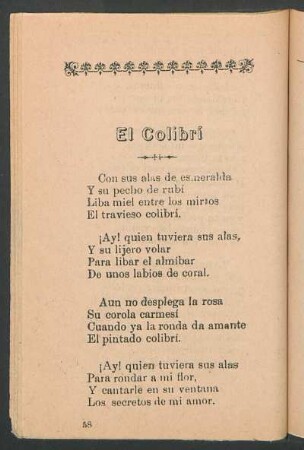 El Colibrí
Con sus alas de esmeralda
Y su pecho de rubí
Liba miel entre los mirtos
El travieso colibrí.
¡Ay! quien tuviera sus alas,
Y su lijero volar
Para libar el almíbar
De unos labios de coral.
Aun no desplega la rosa
Su corola carmesí
Cuando ya la ronda da amante
El pintado colibrí.
¡Ay! quien tuviera sus alas
Para rondar a mi flor,
Y cantarle en su ventana
Los secretos de mi amor.
58